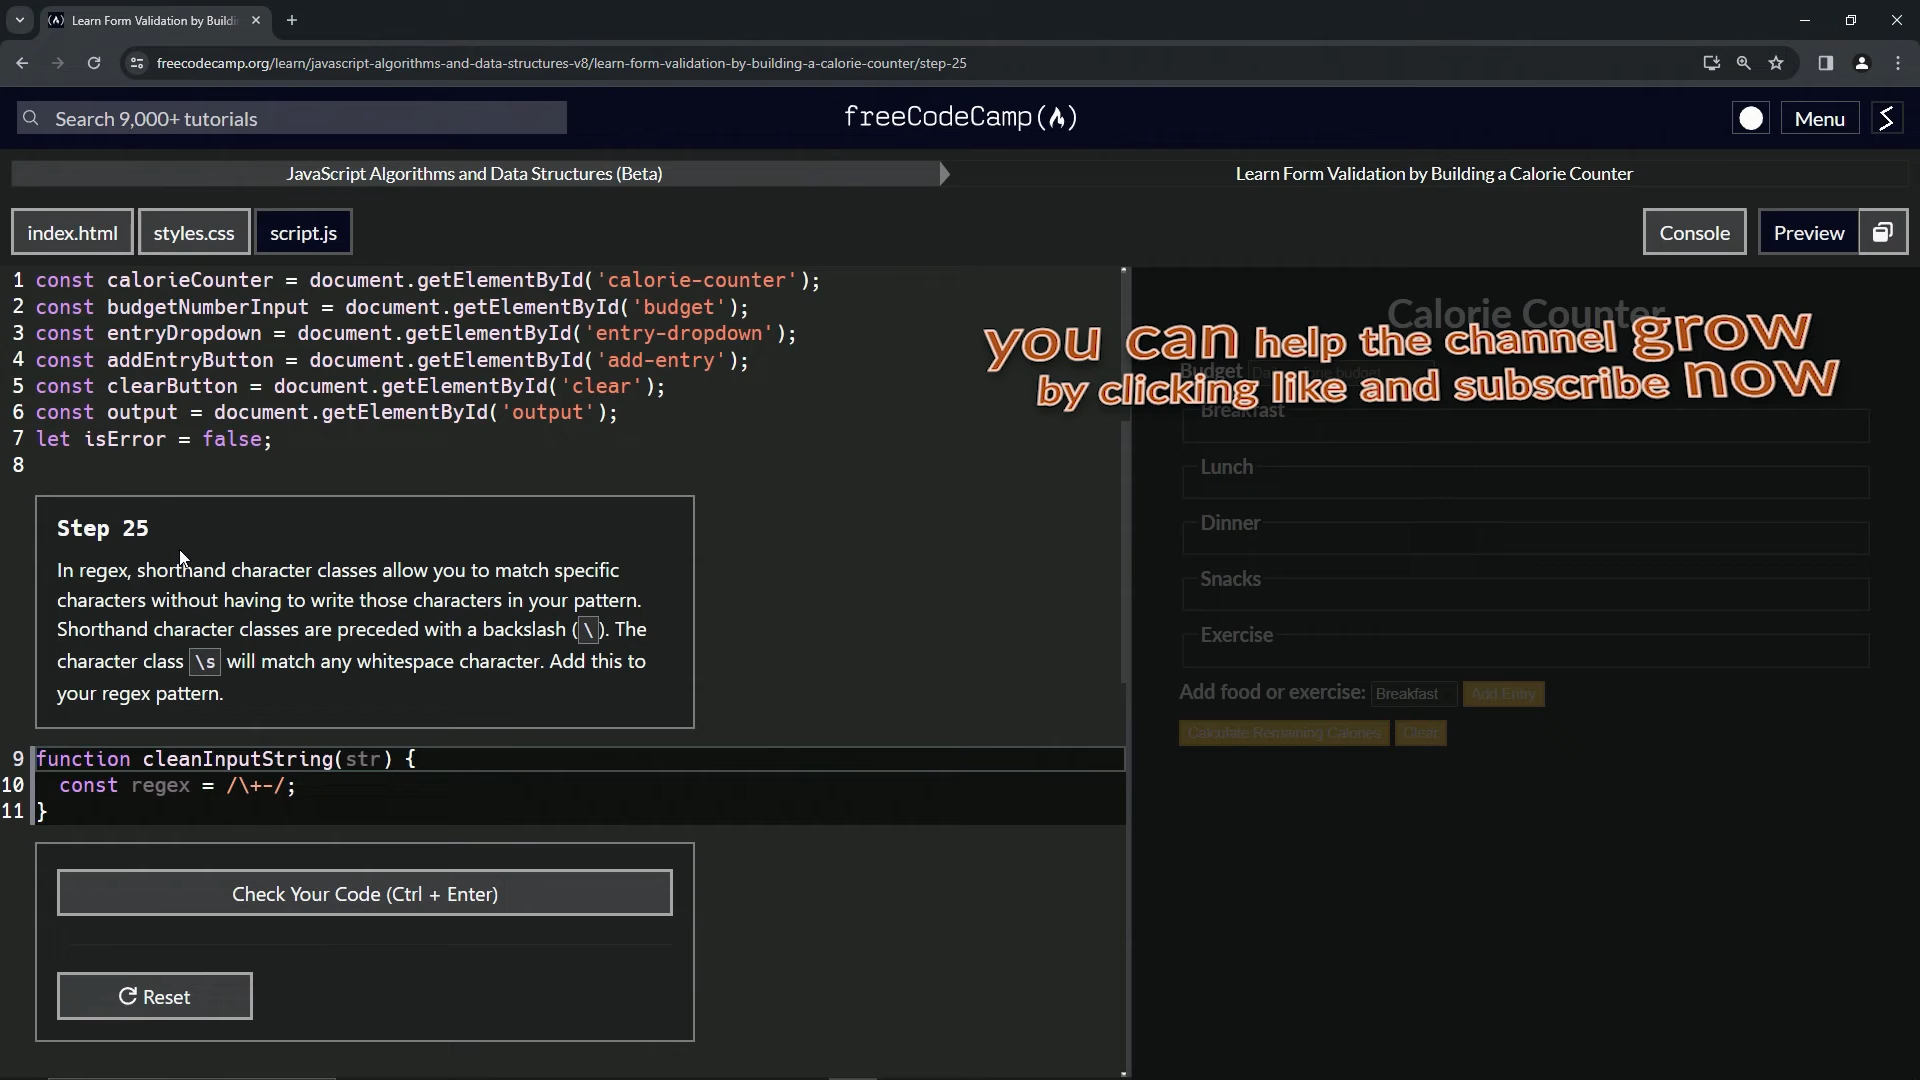 Learn Form Validation by Buildi
freecodecamp.org/learn/javascript-algorithms-and-data-structures-v8/learn-form-validation-by-building-a-calorie-counter/step-25
Search 9,000+ tutorials
freeCodeCamp
Menu
JavaScript Algorithms and Data Structures (Beta)
Learn Form Validation by Building a Calorie Counter
index.html
styles.css
script.js
Console
Preview
1 const calorieCounter = document.getElementById('calorie-counter');
2 const budgetNumberInput = document.getElementById('budget');
3 const entryDropdown = document.getElementById('entry-dropdown');
4 const addEntryButton = document.getElementById('add-entry');
5 const clearButton = document.getElementById('clear');
6 const output = document.getElementById('output');
7 let isError = false;
8
Step 25
In regex, shorthand character classes allow you to match specific
characters without having to write those characters in your pattern.
Shorthand character classes are preceded with a backslash (\). The
character class \s will match any whitespace character. Add this to
your regex pattern.
9 function cleanInputString(str) {
10 const regex = /\+-/;
11 }
Check Your Code (Ctrl + Enter)
Reset
Calorie Counter
you can help the channel grow
by clicking like and subscribe now
Budget
Breakfast
Lunch
Dinner
Snacks
Exercise
Add food or exercise: Breakfast Add Entry
Calculate Remaining Calories Clear